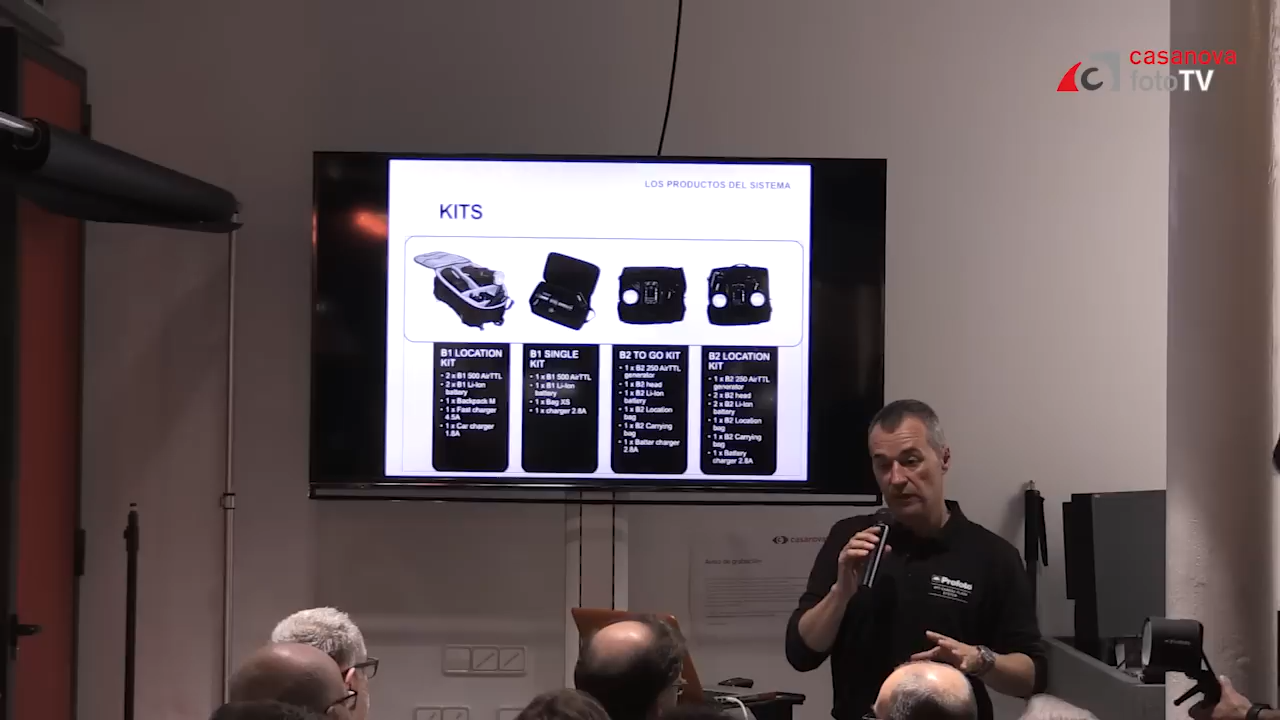 casanova
fotoTV
LOS PRODUCTOS DEL SISTEMA
KITS
B1 LOCATION
KIT
• 2 x B1 500 AirTTL
• 2 x B1 Li-Ion
battery
• 1 x Backpack M
• 1 x Fast charger
4.5A
• 1 x Car charger
1.8A
B1 SINGLE
KIT
• 1 x B1 500 AirTTL
• 1 x B1 Li-Ion
battery
• 1 x Bag XS
• 1 x charger 2.8A
B2 TO GO KIT
• 1 x B2 250 AirTTL
generator
• 1 x B2 head
• 1 x B2 Li-Ion
battery
• 1 x B2 Location
bag
• 1 x B2 Carrying
bag
• 1 x Batter charger
2.8A
B2 LOCATION
KIT
• 1 x B2 250 AirTTL
generator
• 2 x B2 head
• 2 x B2 Li-Ion
battery
• 1 x B2 Location
bag
• 1 x B2 Carrying
bag
• 1 x Battery
charger 2.8A
casanova
Aviso de grabación
Profoto